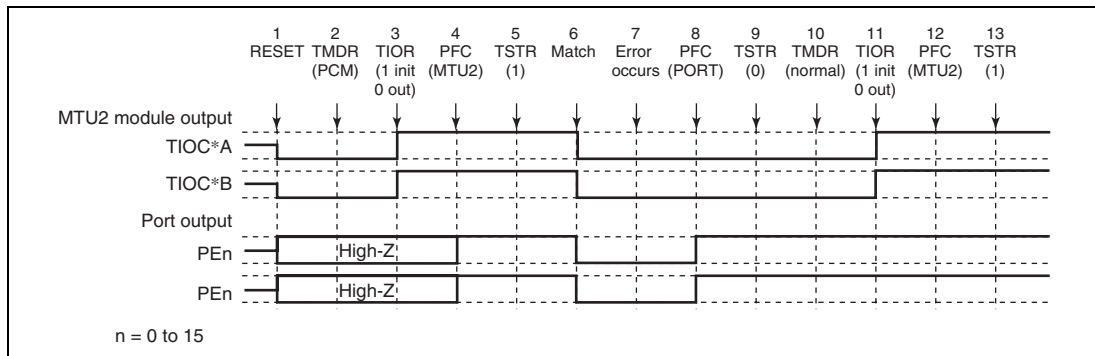 1 2 3 4 5 6 7 8 9 10 11 12 13
RESET TMDR TIOR PFC TSTR Match Error PFC TSTR TMDR TIOR PFC TSTR
(PCM) (1 init (MTU2) (1) occurs (PORT) (0) (normal) (1 init (MTU2) (1)
0 out) 0 out)
MTU2 module output
TIOC*A
TIOC*B
Port output
PEn High-Z
PEn High-Z
n = 0 to 15